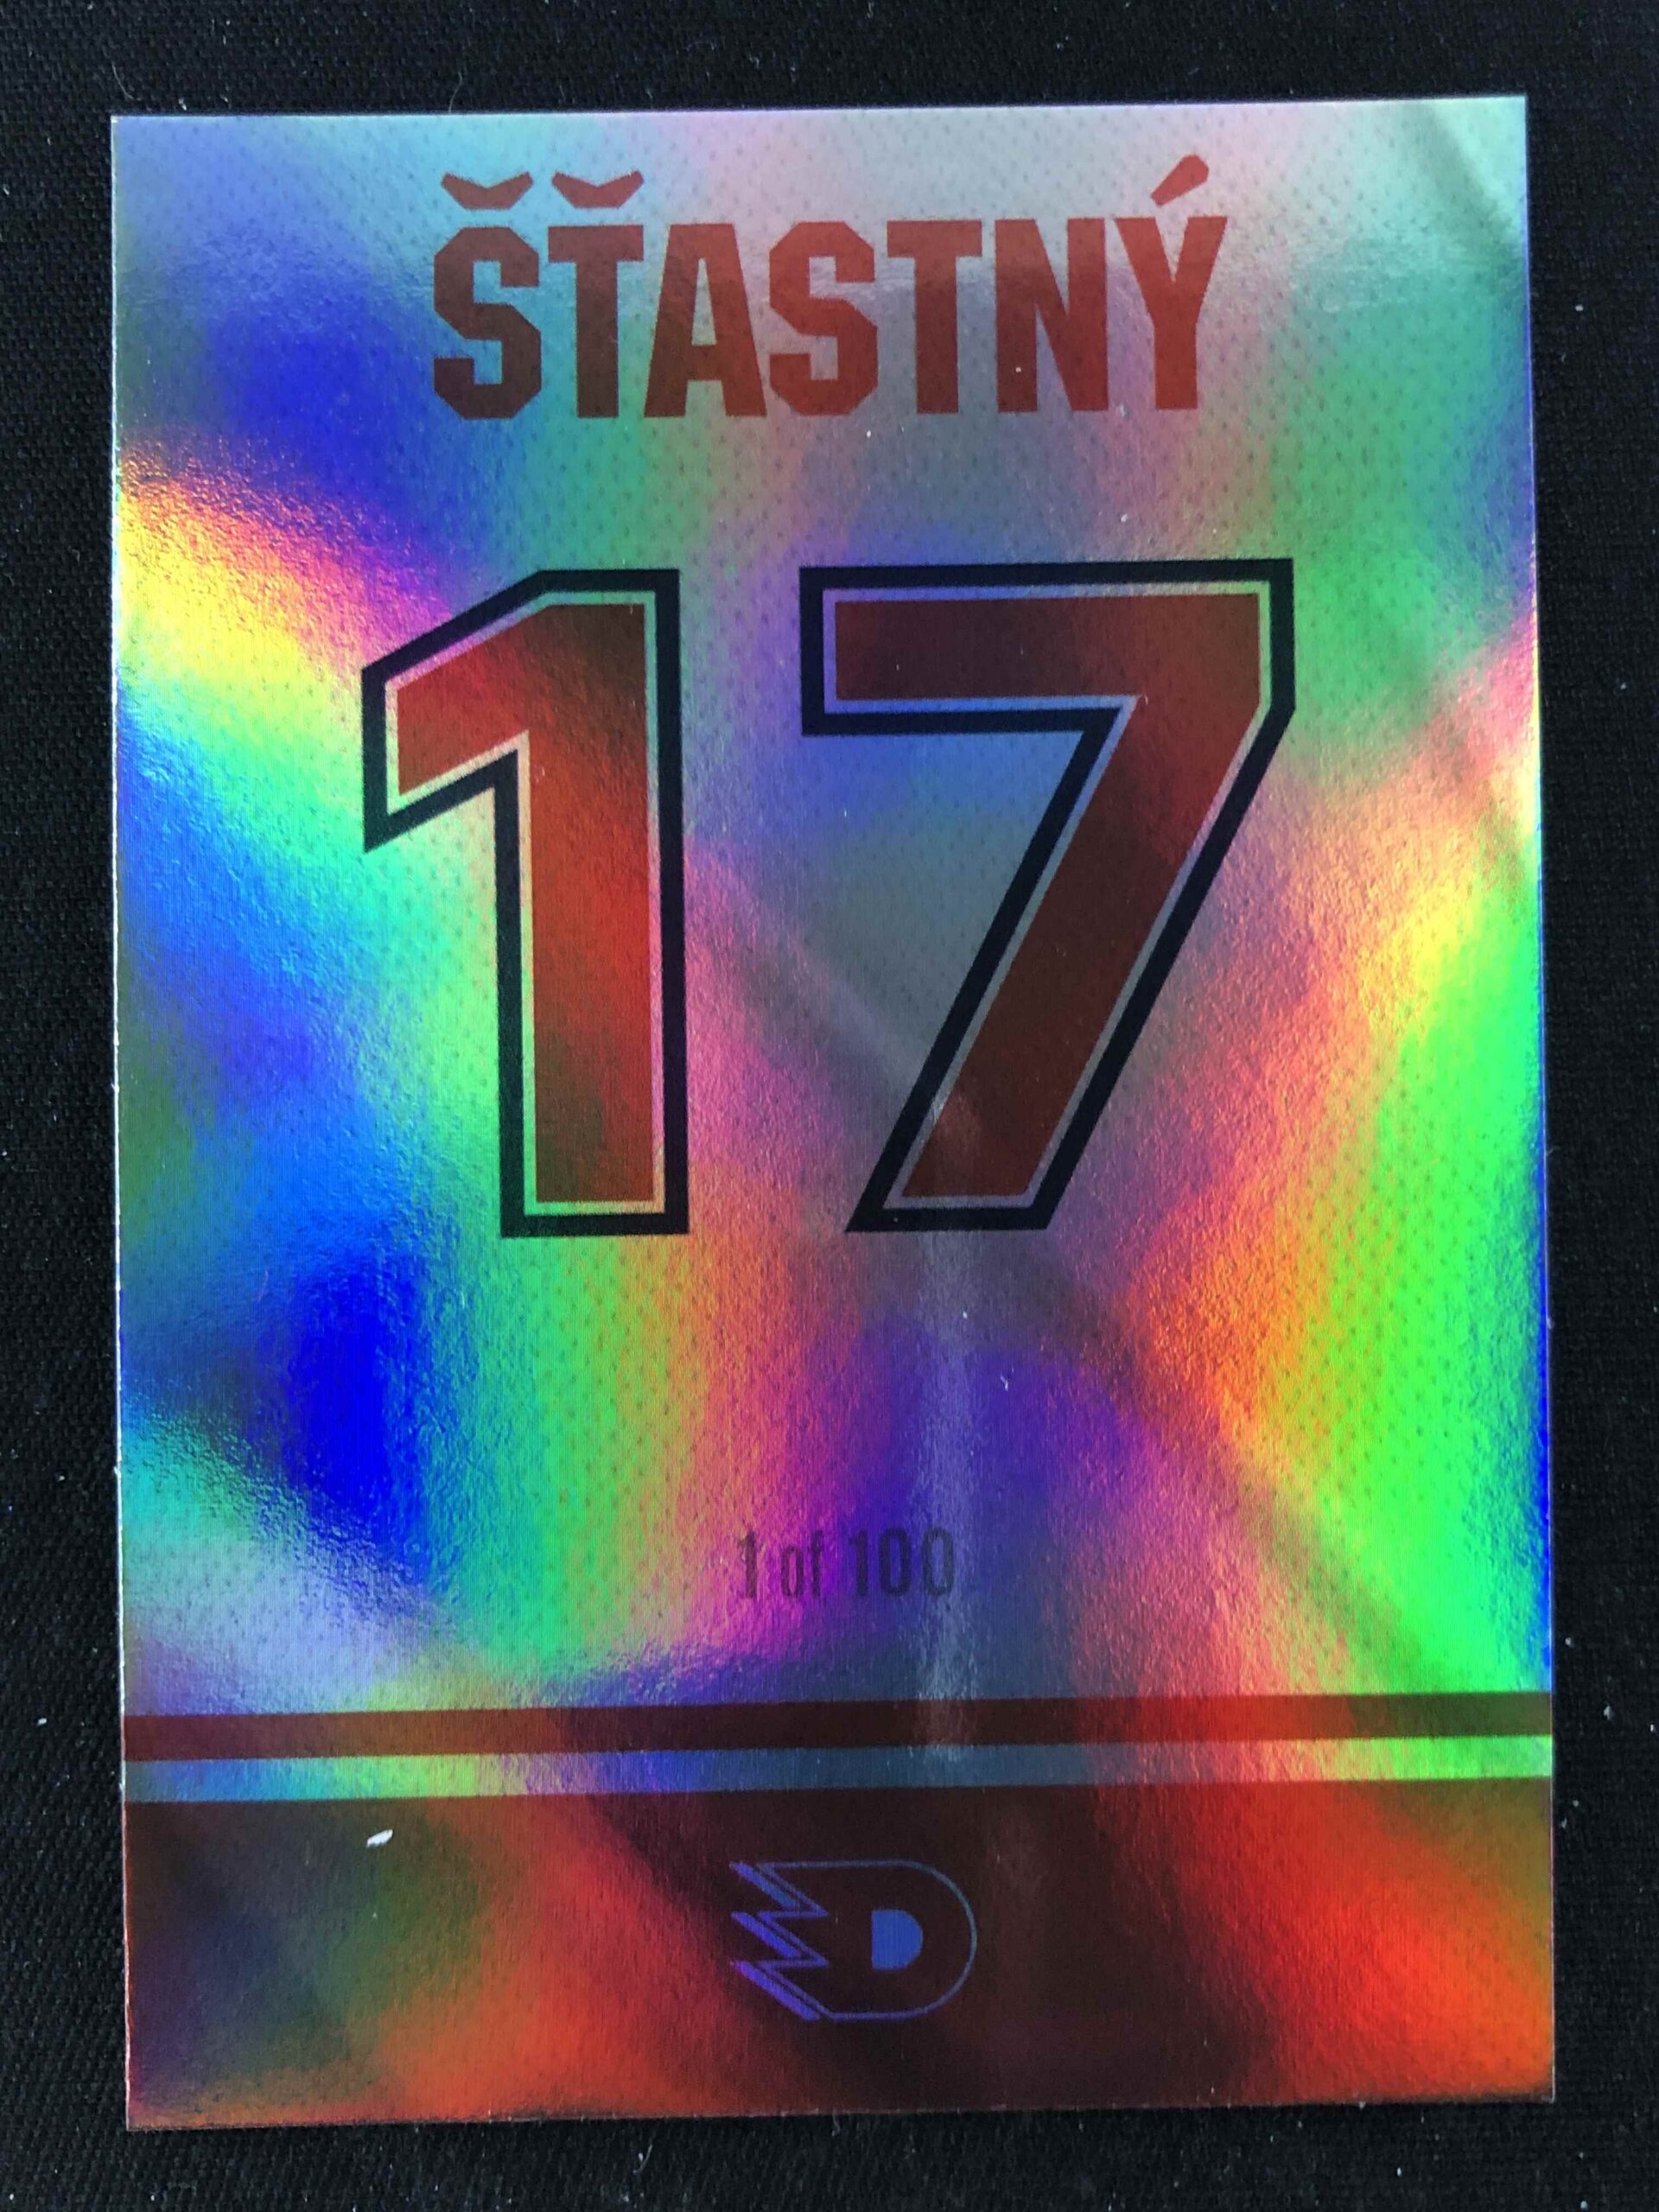 ŠŤASTNÝ
17
1 of 100
D